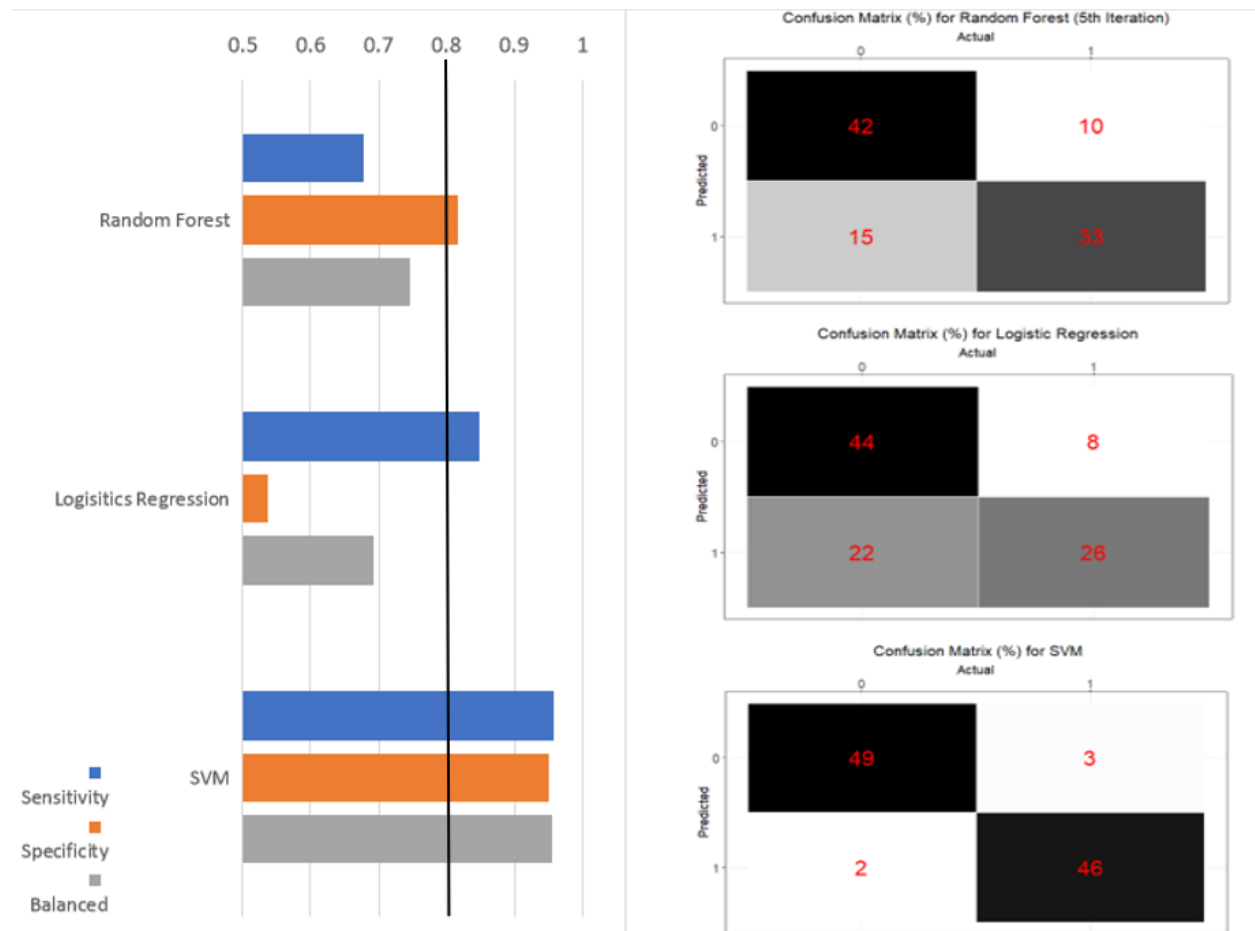 0.5 0.6 0.7 0.8 0.9 1
Random Forest
Logisitics Regression
SVM
Sensitivity
Specificity
Balanced
Confusion Matrix (%) for Random Forest (5th Iteration)
Actual
0 1
Predicted
0 42 10
1 15 33
Confusion Matrix (%) for Logistic Regression
Actual
0 1
Predicted
0 44 8
1 22 26
Confusion Matrix (%) for SVM
Actual
0 1
Predicted
0 49 3
1 2 46